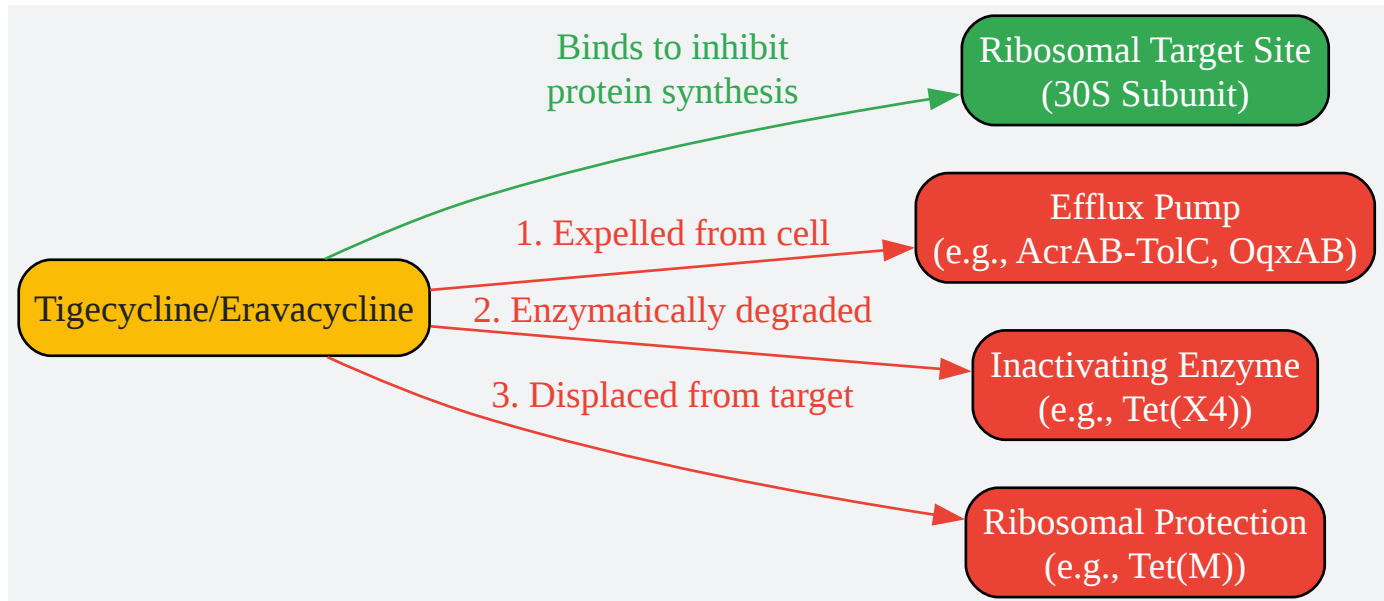 Binds to inhibit
protein synthesis
Ribosomal Target Site
(30S Subunit)
1. Expelled from cell
Efflux Pump
(e.g., AcrAB-TolC, OqxAB)
Tigecycline/Eravacycline
2. Enzymatically degraded
Inactivating Enzyme
(e.g., Tet(X4))
3. Displaced from target
Ribosomal Protection
(e.g., Tet(M))